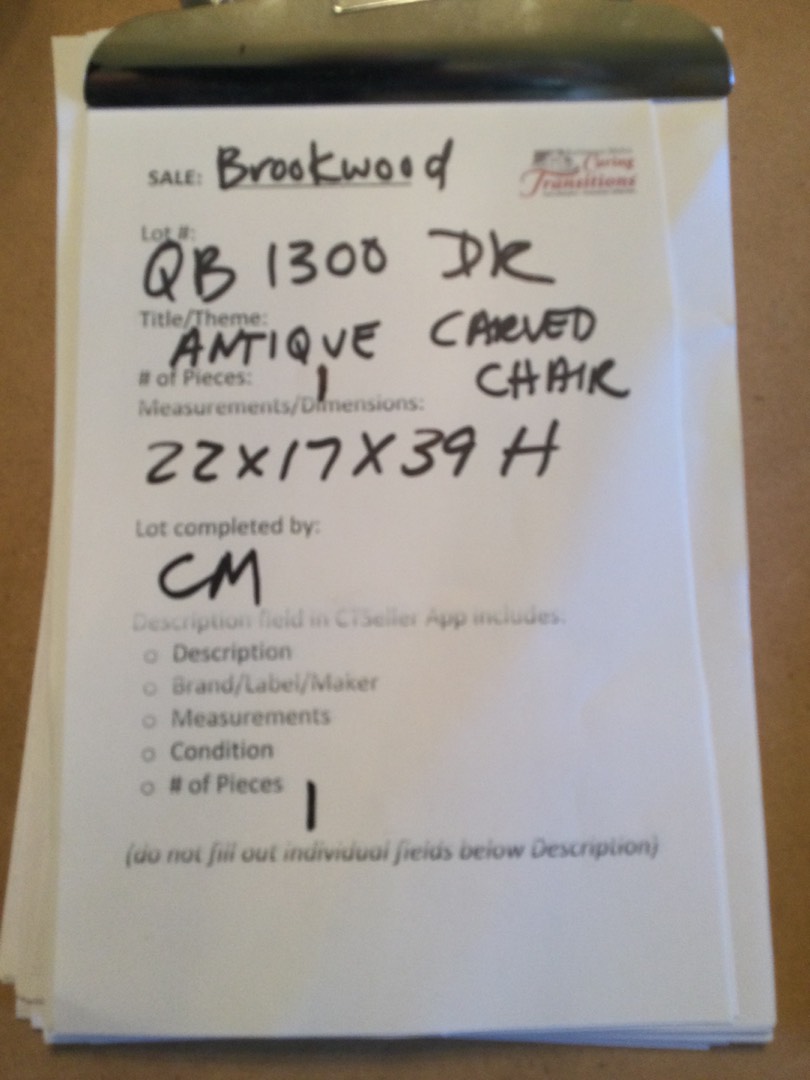 SALE: Brookwood
Caring
Transitions
Lot #:
QB 1300 DR
Title/Theme:
ANTIQUE CARVED
CHAIR
# of Pieces: 1
Measurements/Dimensions:
22x17x39 H
Lot completed by:
CM
Description field in CTSeller App includes:
o Description
o Brand/Label/Maker
o Measurements
o Condition
o # of Pieces 1
(do not fill out individual fields below Description)